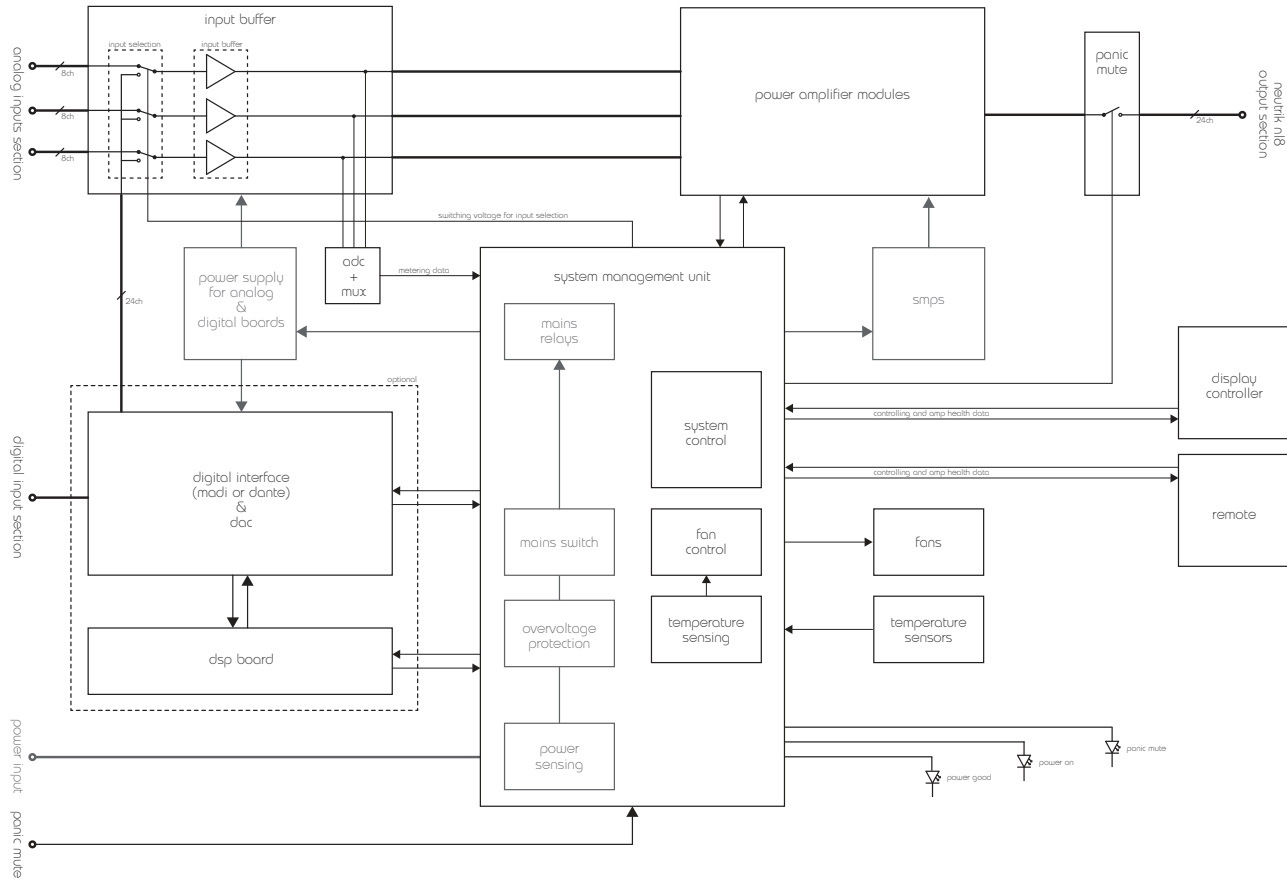 input buffer
input selection
input buffer
analog inputs section
8ch
8ch
8ch
power amplifier modules
panic
mute
24ch
neutrik nl8
output section
switching voltage for input selection
power supply
for analog
&
digital boards
adc
+
mux
metering data
system management unit
smps
24ch
mains
relays
optional
display
controller
controlling and amp health data
system
control
digital input section
digital interface
(madi or dante)
&
dac
controlling and amp health data
remote
mains switch
fan
control
fans
overvoltage
protection
temperature
sensing
temperature
sensors
dsp board
power input
power
sensing
panic mute
power on
power good
panic mute